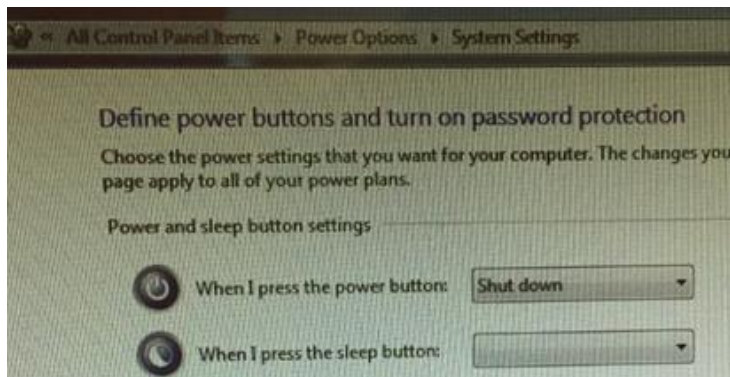 « All Control Panel Items ▸ Power Options ▸ System Settings
Define power buttons and turn on password protection
Choose the power settings that you want for your computer. The changes you
page apply to all of your power plans.
Power and sleep button settings
When I press the power button: Shut down
When I press the sleep button: